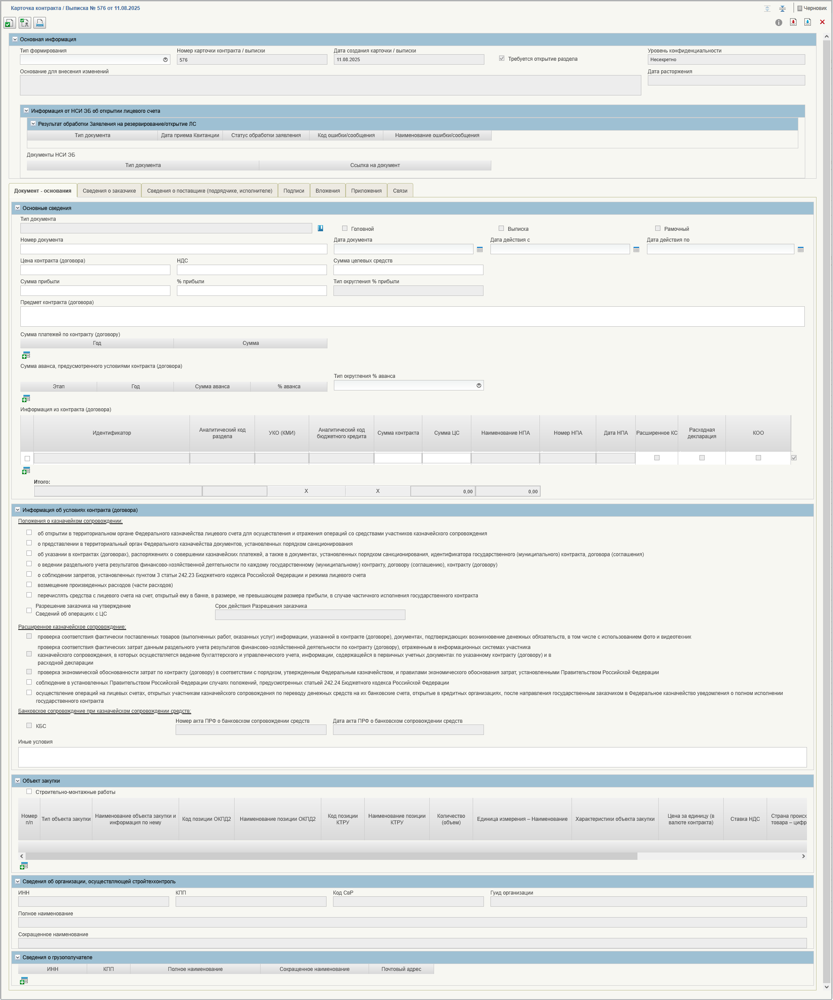 Карточка контракта / Выписка № 576 от 11.08.2025
Черновик
Основная информация
Тип формирования
Номер карточки контракта / выписки
Дата создания карточки / выписки
Уровень конфиденциальности
576
11.08.2025
Требуется открытие раздела
Несекретно
Основание для внесения изменений
Дата расторжения
Информация от НСИ ЭБ об открытии лицевого счета
Результат обработки Заявления на резервирование/открытие ЛС
Тип документа
Дата приема Квитанции
Статус обработки заявления
Код ошибки/сообщения
Наименование ошибки/сообщения
Документы НСИ ЭБ
Тип документа
Ссылка на документ
Документ - основания
Сведения о заказчике
Сведения о поставщике (подрядчике, исполнителе)
Подписи
Вложения
Приложения
Связи
Основные сведения
Тип документа
Головной
Выписка
Рамочный
Номер документа
Дата документа
Дата действия с
Дата действия по
Цена контракта (договора)
НДС
Сумма целевых средств
Сумма прибыли
% прибыли
Тип округления % прибыли
Предмет контракта (договора)
Сумма платежей по контракту (договору)
Год
Сумма
Сумма аванса, предусмотренного условиями контракта (договора)
Тип округления % аванса
Этап
Год
Сумма аванса
% аванса
Информация из контракта (договора)
Идентификатор
Аналитический код
раздела
УКО (КМИ)
Аналитический код
бюджетного кредита
Сумма контракта
Сумма ЦС
Наименование НПА
Номер НПА
Дата НПА
Расширенное КС
Расходная
декларация
КОО
Итого:
X
X
0,00
0,00
Информация об условиях контракта (договора)
Положения о казначейком сопровождении:
об открытии в территориальном органе Федерального казначейства лицевого счета для осуществления и отражения операций со средствами участников казначейского сопровождения
о представлении в территориальный орган Федерального казначейства документов, установленных порядком санкционирования
об указании в контрактах (договорах), распоряжениях о совершении казначейских платежей, а также в документах, установленных порядком санкционирования, идентификатора государственного (муниципального) контракта, договора (соглашения)
о ведении раздельного учета результатов финансово-хозяйственной деятельности по каждому государственному (муниципальному) контракту, договору (соглашению), контракту (договору)
о соблюдении запретов, установленных пунктом 3 статьи 242.23 Бюджетного кодекса Российской Федерации и режима лицевого счета
возмещение произведенных расходов (части расходов)
перечислять средства с лицевого счета на счет, открытый ему в банке, в размере, не превышающем размера прибыли, в случае частичного исполнения государственного контракта
Разрешение заказчика на утверждение
Сведений об операциях с ЦС
Срок действия Разрешения заказчика
Расширенное казначейское сопровождение:
проверка соответствия фактически поставленных товаров (выполненных работ, оказанных услуг) информации, указанной в контракте (договоре), документах, подтверждающих возникновение денежных обязательств, в том числе с использованием фото и видеотехник
проверка соответствия фактических затрат данным раздельного учета результатов финансово-хозяйственной деятельности по контракту (договору), отраженным в информационных системах участника
казначейского сопровождения, в которых осуществляется ведение бухгалтерского и управленческого учета, информации, содержащейся в первичных учетных документах по указанному контракту (договору) и в
расходной декларации
проверка экономической обоснованности затрат по контракту (договору) в соответствии с порядком, утвержденным Федеральным казначейством, и правилами экономического обоснования затрат, установленными Правительством Российской Федерации
соблюдение в установленных Правительством Российской Федерации случаях положений, предусмотренных статьей 242.24 Бюджетного кодекса Российской Федерации
осуществление операций на лицевых счетах, открытых участникам казначейского сопровождения по переводу денежных средств на их банковские счета, открытые в кредитных организациях, после направления государственным заказчиком в Федеральное казначейство уведомления о полном исполнении
государственного контракта
Банковское сопровождение при казначейском сопровождении средств:
КБС
Номер акта ПРФ о банковском сопровождении средств
Дата акта ПРФ о банковском сопровождении средств
Иные условия
Объект закупки
Строительно-монтажные работы
Номер
п/п
Тип объекта закупки
Наименование объекта закупки и
информация по нему
Код позиции ОКПД2
Наименование позиции ОКПД2
Код позиции
КТРУ
Наименование позиции
КТРУ
Количество
(объем)
Единица измерения – Наименование
Характеристики объекта закупки
Цена за единицу (в
валюте контракта)
Ставка НДС
Страна происх
товара – цифр
Сведения об организации, осуществляющей стройтехконтроль
ИНН
КПП
Код СвР
Гуид организации
Полное наименование
Сокращенное наименование
Сведения о грузополучателе
ИНН
КПП
Полное наименование
Сокращенное наименование
Почтовый адрес